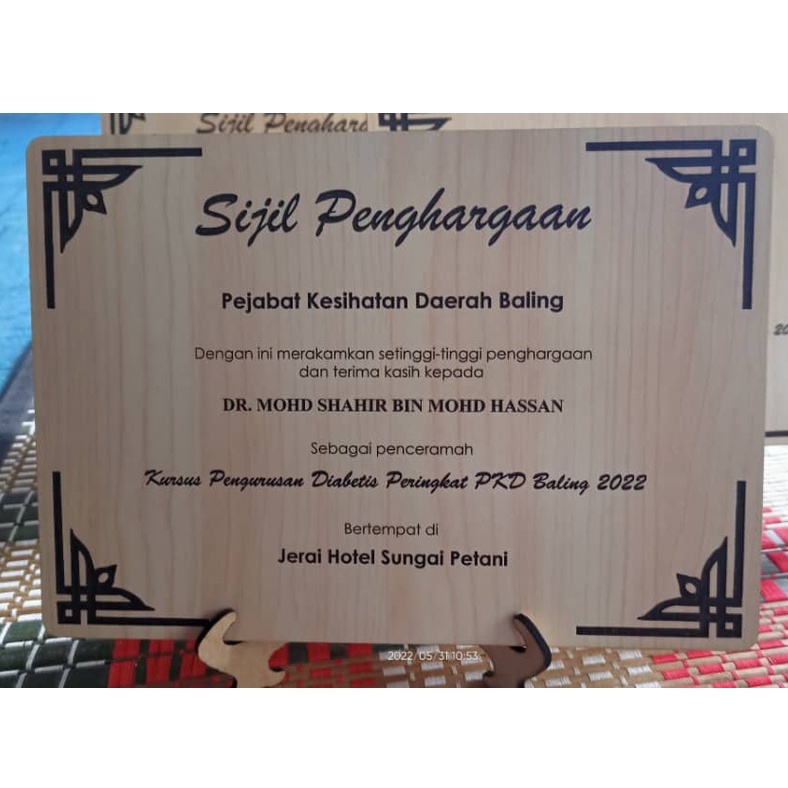 Sijil Penghargaan
Sijil Penghargaan
Pejabat Kesihatan Daerah Baling
Dengan ini merakamkan setinggi-tinggi penghargaan
dan terima kasih kepada
DR. MOHD SHAHIR BIN MOHD HASSAN
Sebagai penceramah
Kursus Pengurusan Diabetis Peringkat PKD Baling 2022
Bertempat di
Jerai Hotel Sungai Petani
2022/05/31 10:53